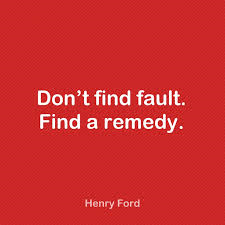 Don't find fault.
Find a remedy.
Henry Ford